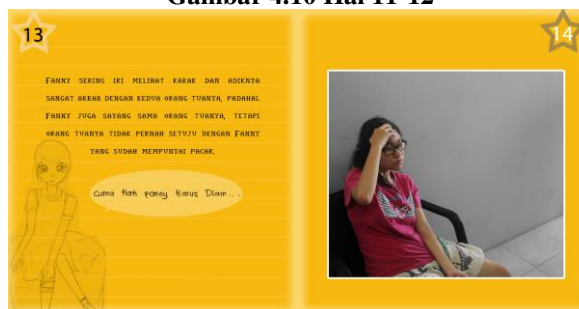 Gambar 4.10 Hal 11-12
13
14
FANNY SERING IRI MELIHAT KAKAK DAN ADIKNYA
SANGAT AKRAB DENGAN KEDUA ORANG TUANYA, PADAHAL
FANNY JUGA SAYANG SAMA ORANG TUANYA, TETAPI
ORANG TUANYA TIDAK PERNAH SETUJU DENGAN FANNY
YANG SUDAH MEMPUNYAI PACAR.
Cuma Hati panny Harus Diam...